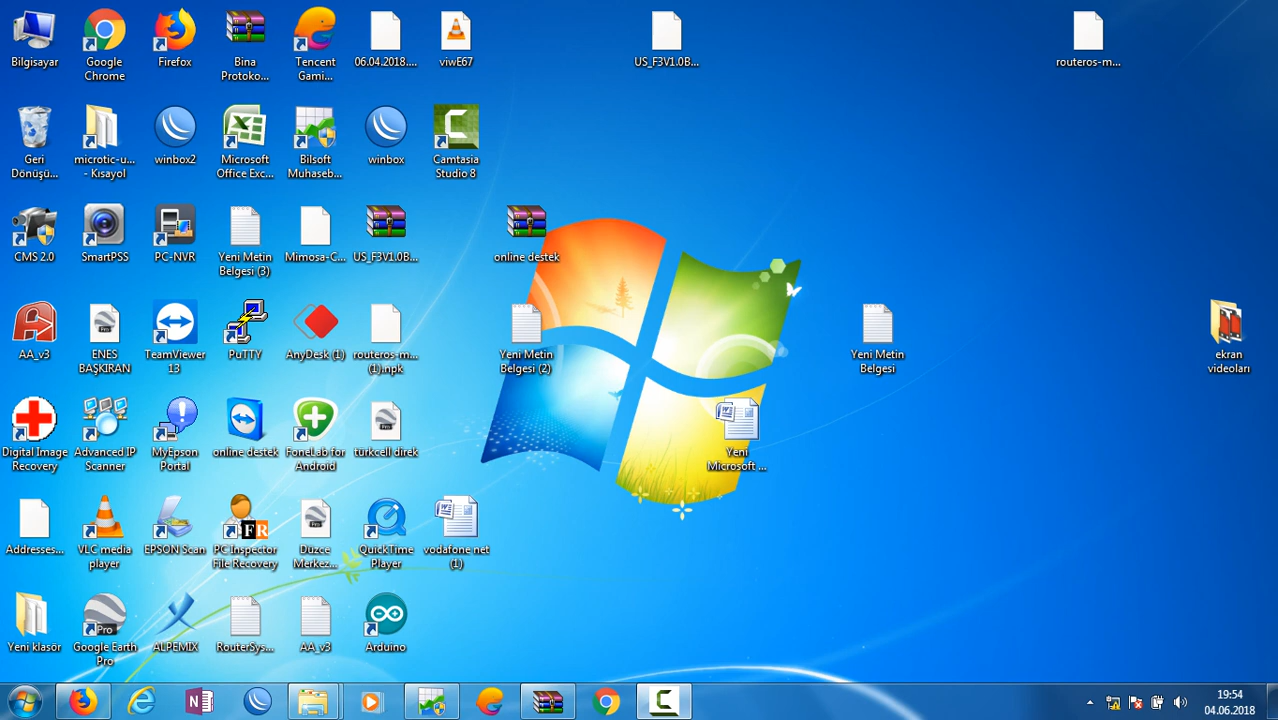 Bilgisayar
Google
Chrome
Firefox
Bina
Protoko...
Tencent
Gami...
06.04.2018....
viwE67
US_F3V1.0B...
routeros-m...
Geri
Dönüşü...
microtic-u...
- Kısayol
winbox2
Microsoft
Office Exc...
Bilsoft
Muhaseb...
winbox
Camtasia
Studio 8
CMS 2.0
SmartPSS
PC-NVR
Yeni Metin
Belgesi (3)
Mimosa-C...
US_F3V1.0B...
online destek
AA_v3
ENES
BAŞKIRAN
TeamViewer
13
PuTTY
AnyDesk (1)
routeros-m...
(1).npk
Yeni Metin
Belgesi (2)
Yeni Metin
Belgesi
ekran
videoları
Digital Image
Recovery
Advanced IP
Scanner
MyEpson
Portal
online destek
FoneLab for
Android
türkcell direk
Yeni
Microsoft ...
Addresses...
VLC media
player
EPSON Scan
PC Inspector
File Recovery
Düzce
Merkez...
QuickTime
Player
vodafone net
(1)
Yeni klasör
Google Earth
Pro
ALPEMIX
RouterSys...
AA_v3
Arduino
19:54
04.06.2018